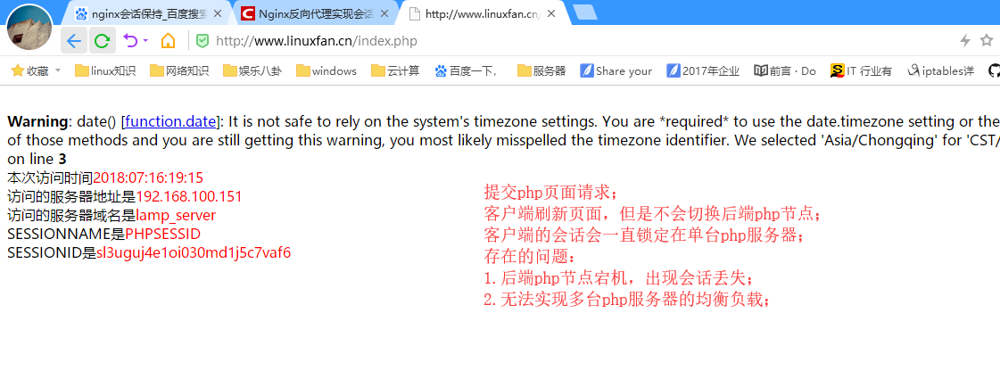 nginx会话保持_百度搜索
Nginx反向代理实现会话
http://www.linuxfan.cn/
http://www.linuxfan.cn/index.php
收藏 linux知识 网络知识 娱乐八卦 windows 云计算 百度一下, 服务器 Share your 2017年企业 前言 · Do IT 行业有 iptables详
Warning: date() [function.date]: It is not safe to rely on the system's timezone settings. You are *required* to use the date.timezone setting or the
of those methods and you are still getting this warning, you most likely misspelled the timezone identifier. We selected 'Asia/Chongqing' for 'CST/
on line 3
本次访问时间2018:07:16:19:15
访问的服务器地址是192.168.100.151
访问的服务器域名是lamp_server
SESSIONNAME是PHPSESSID
SESSIONID是sl3uguj4e1oi030md1j5c7vaf6
提交php页面请求;
客户端刷新页面，但是不会切换后端php节点;
客户端的会话会一直锁定在单台php服务器;
存在的问题:
1.后端php节点宕机，出现会话丢失;
2.无法实现多台php服务器的均衡负载;